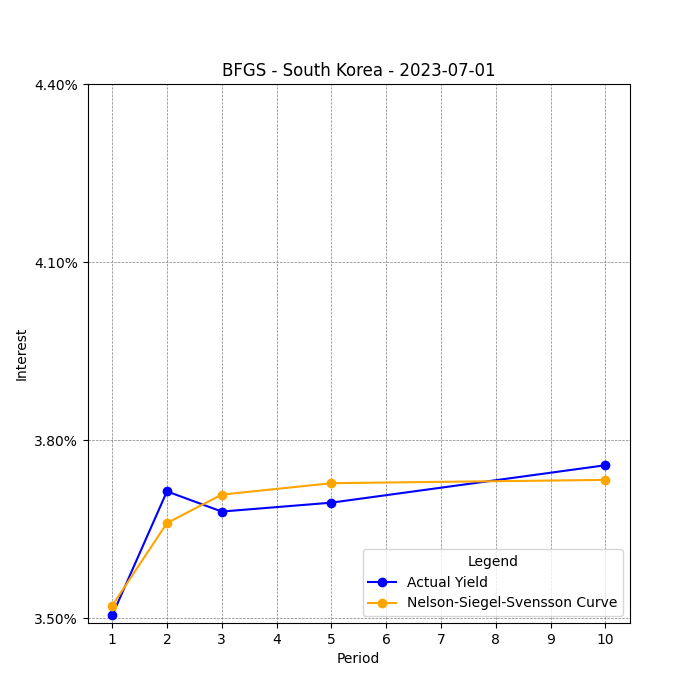 BFGS - South Korea - 2023-07-01
4.40%
4.10%
3.80%
3.50%
Interest
1 2 3 4 5 6 7 8 9 10
Period
Legend
Actual Yield
Nelson-Siegel-Svensson Curve